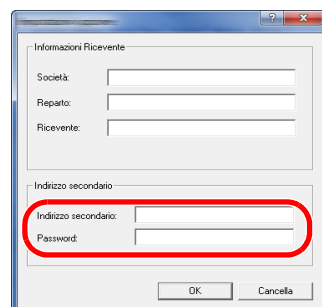 Informazioni Ricevente
Società:
Reparto:
Ricevente:
Indirizzo secondario
Indirizzo secondario:
Password:
OK Cancella